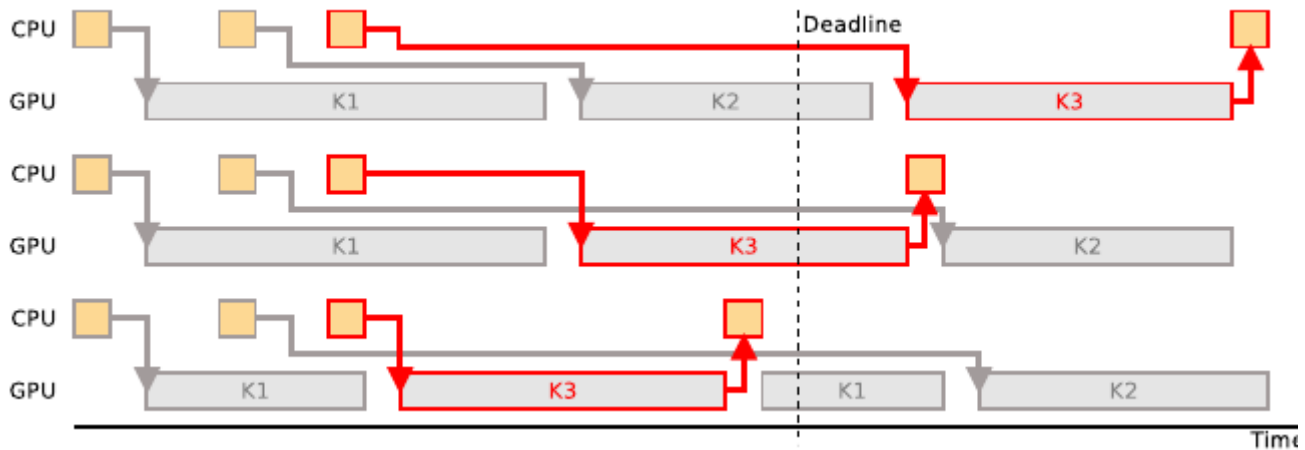 CPU
Deadline
GPU K1 K2 K3
CPU
GPU K1 K3 K2
CPU
GPU K1 K3 K1 K2
Time